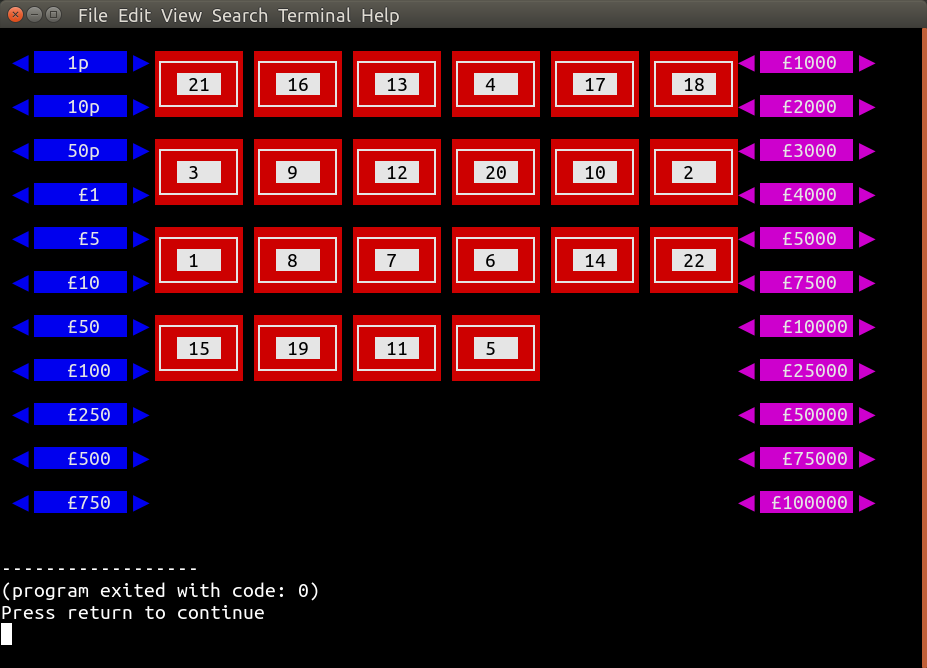 File Edit View Search Terminal Help
1p 21 16 13 4 17 18 £1000
10p £2000
50p 3 9 12 20 10 2 £3000
£1 £4000
£5 1 8 7 6 14 22 £5000
£10 £7500
£50 15 19 11 5 £10000
£100 £25000
£250 £50000
£500 £75000
£750 £100000
------------------
(program exited with code: 0)
Press return to continue